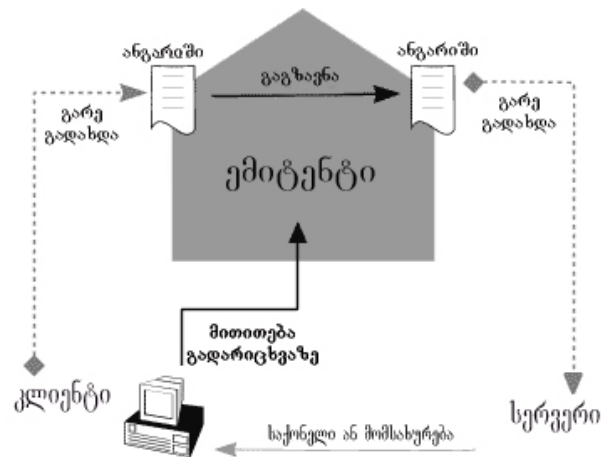 ანგარიში
ანგარიში
გაგზავნა
გარე
გადახდა
გარე
გადახდა
ემიტენტი
მითითება
გადარიცხვაზე
კლიენტი
სერვერი
საქონელი ან მომსახურება